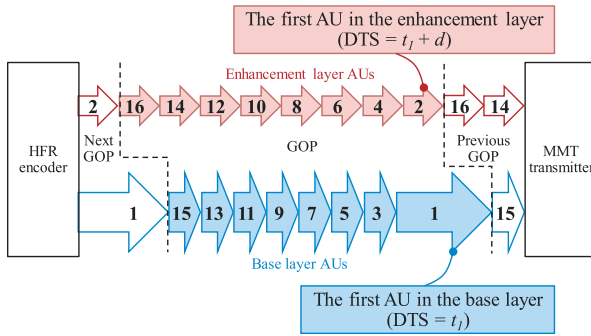 The first AU in the enhancement layer
(DTS = t₁ + d)
Enhancement layer AUs
2 16 14 12 10 8 6 4 2 16 14
HFR
encoder
Next
GOP
GOP
Previous
GOP
MMT
transmitter
1 15 13 11 9 7 5 3 1 15
Base layer AUs
The first AU in the base layer
(DTS = t₁)